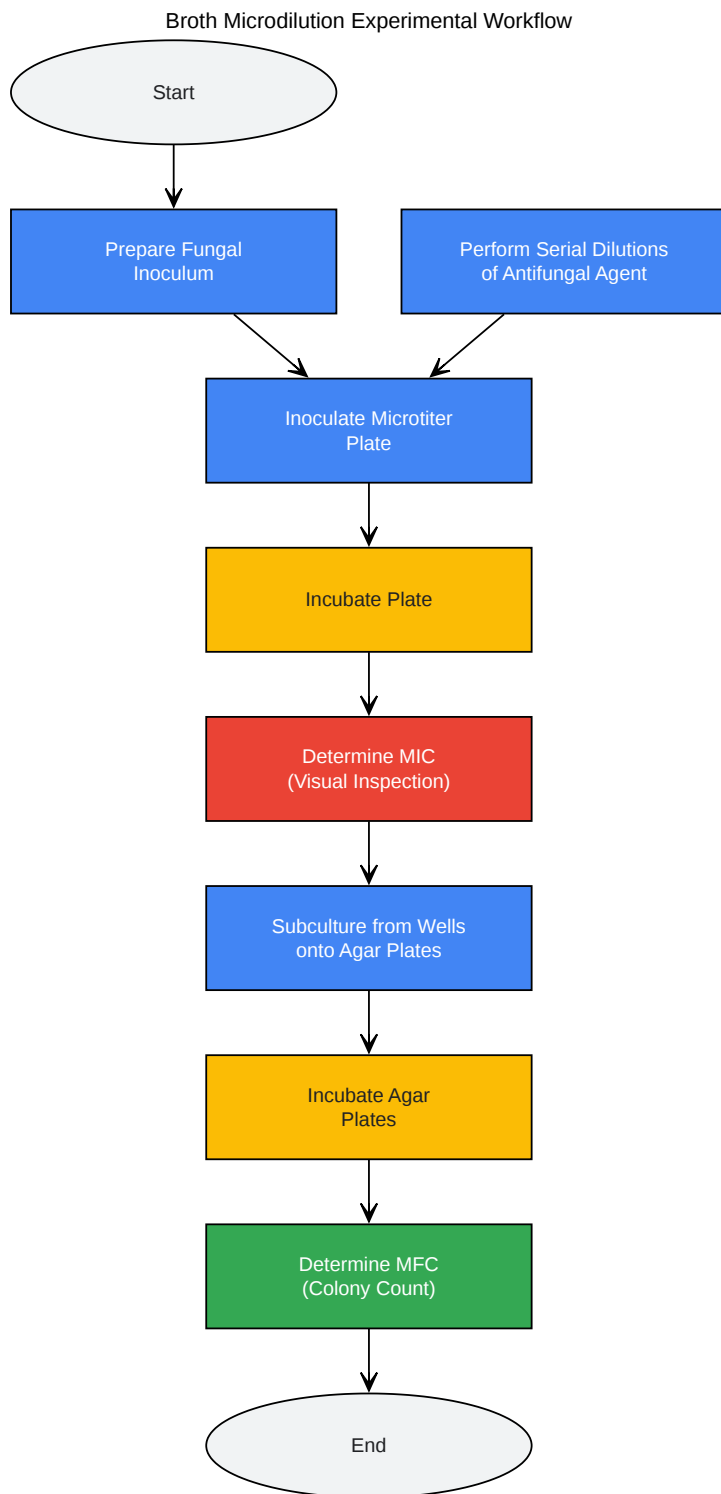 Broth Microdilution Experimental Workflow
Start
Prepare Fungal
Inoculum
Perform Serial Dilutions
of Antifungal Agent
Inoculate Microtiter
Plate
Incubate Plate
Determine MIC
(Visual Inspection)
Subculture from Wells
onto Agar Plates
Incubate Agar
Plates
Determine MFC
(Colony Count)
End